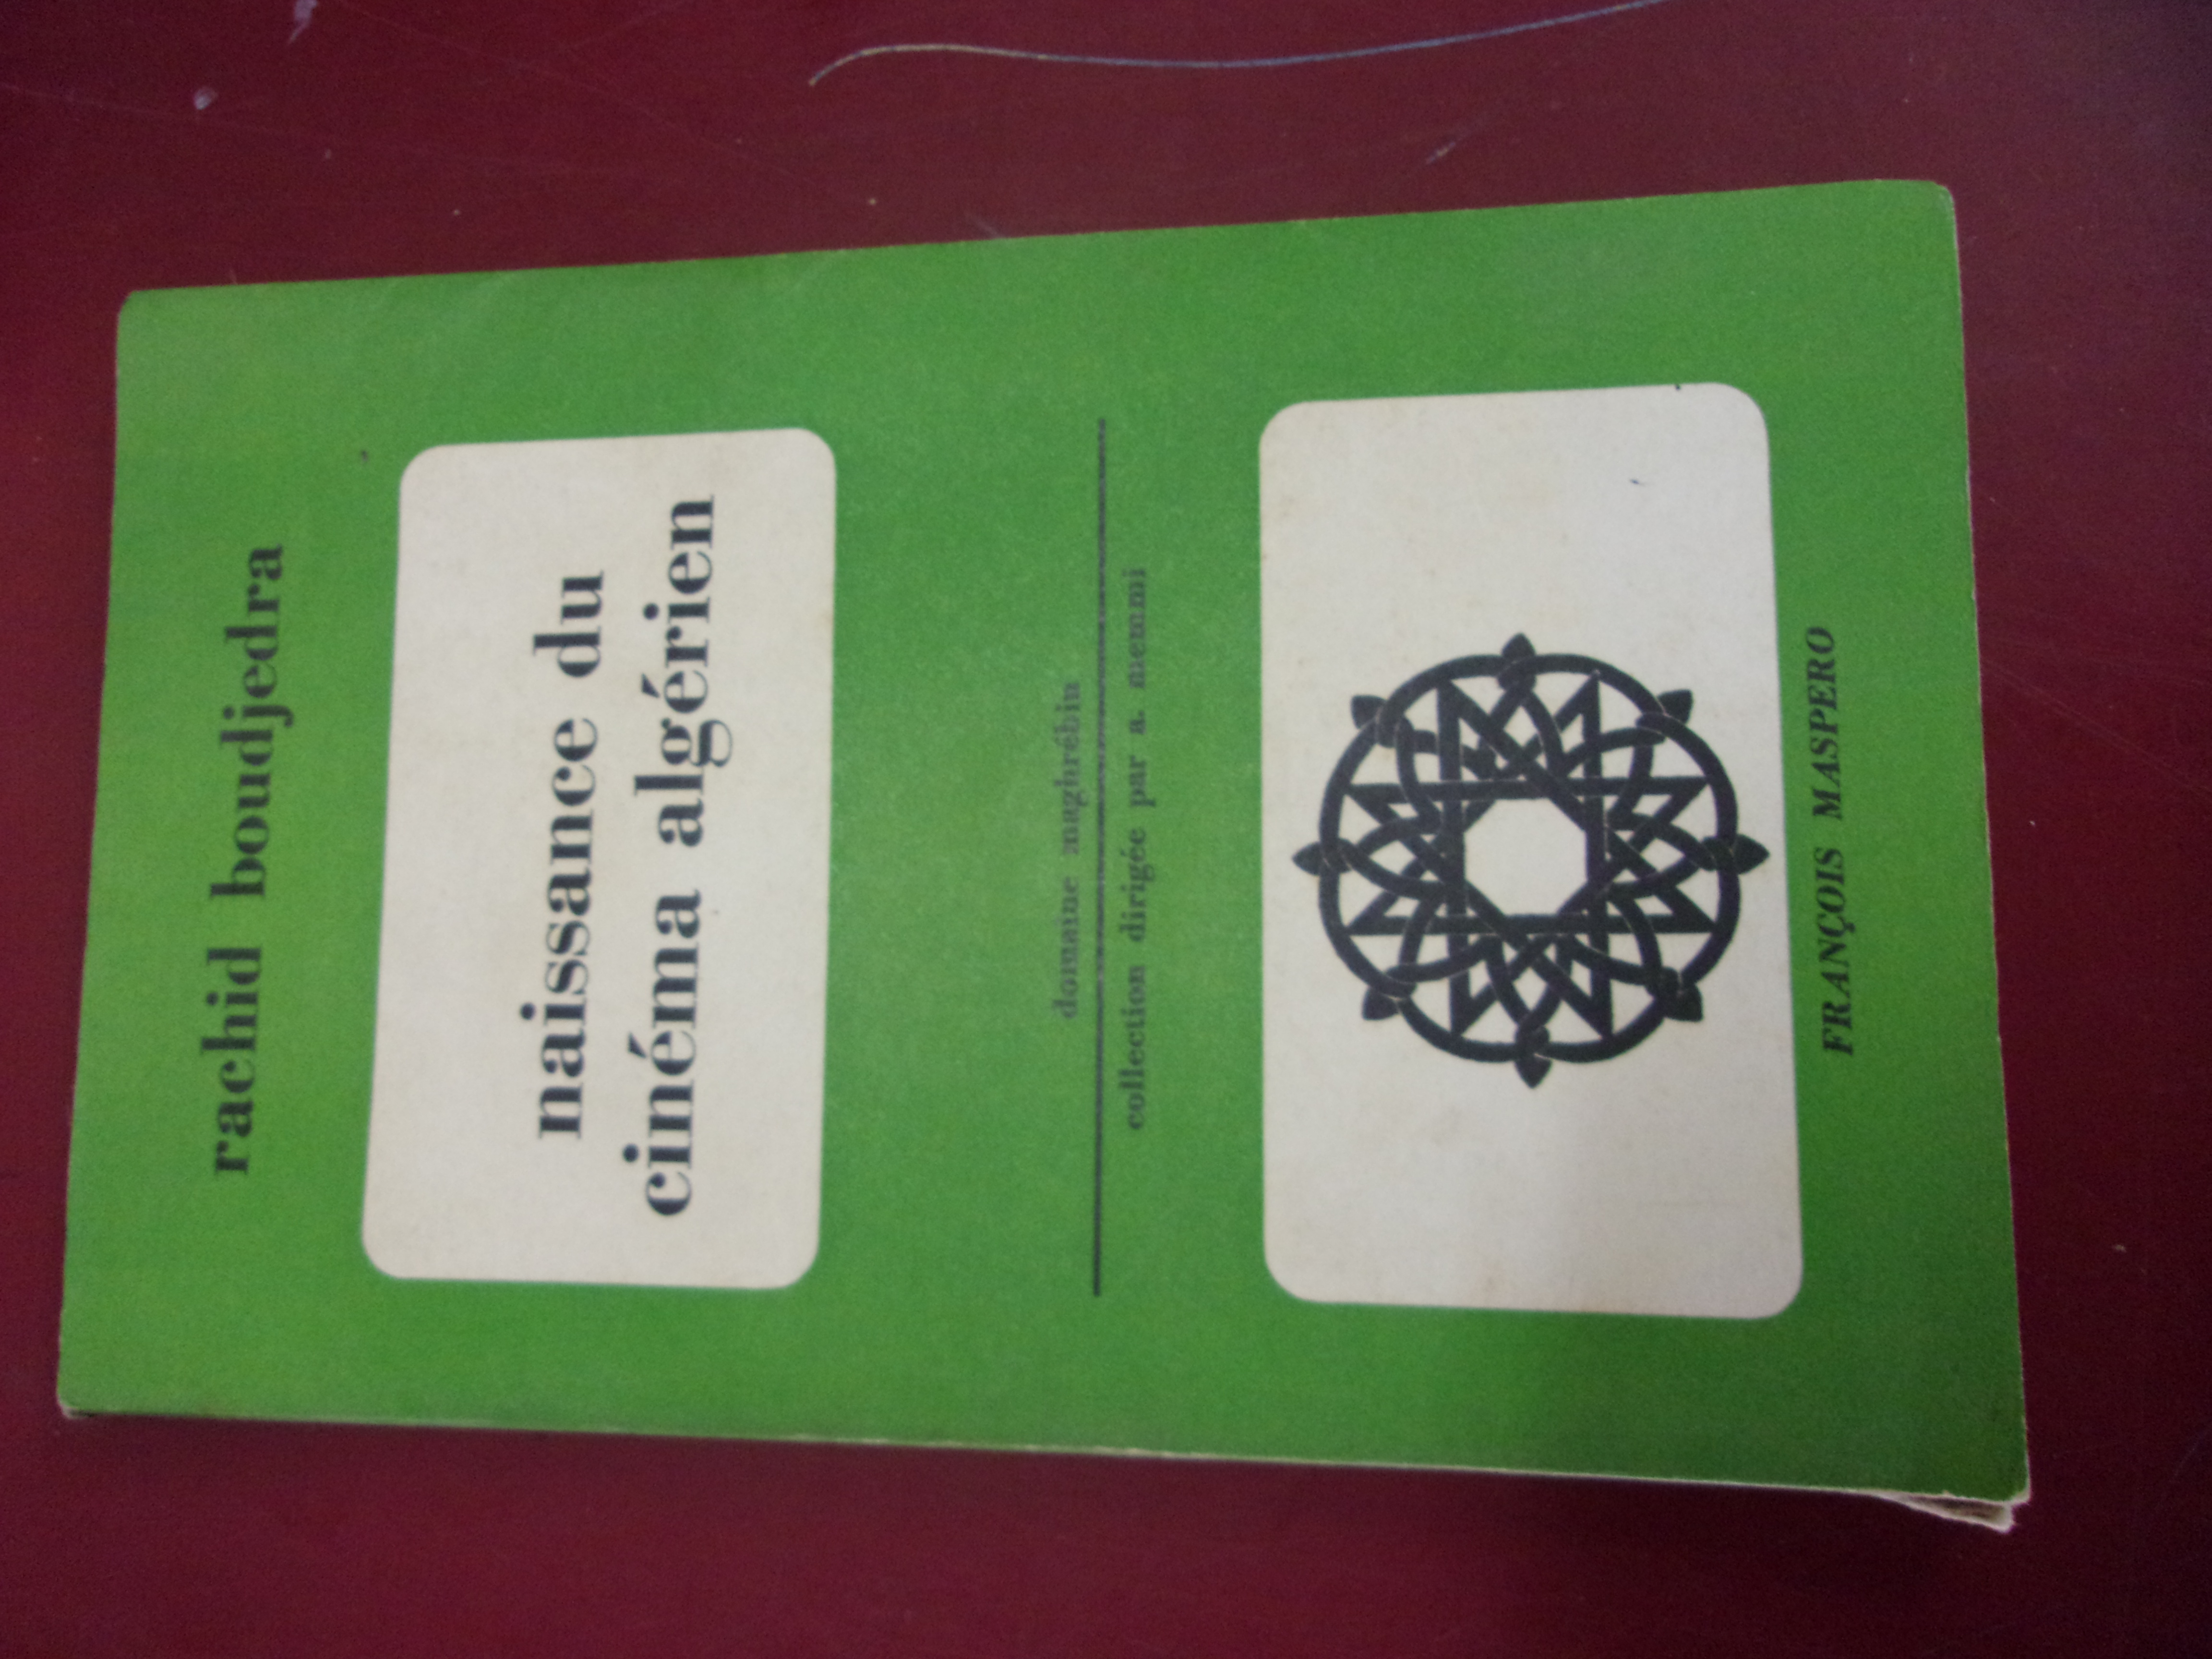 rachid boudjedra
naissance du
cinéma algérien
domaine maghrébin
collection dirigée par a. memmi
FRANÇOIS MASPERO